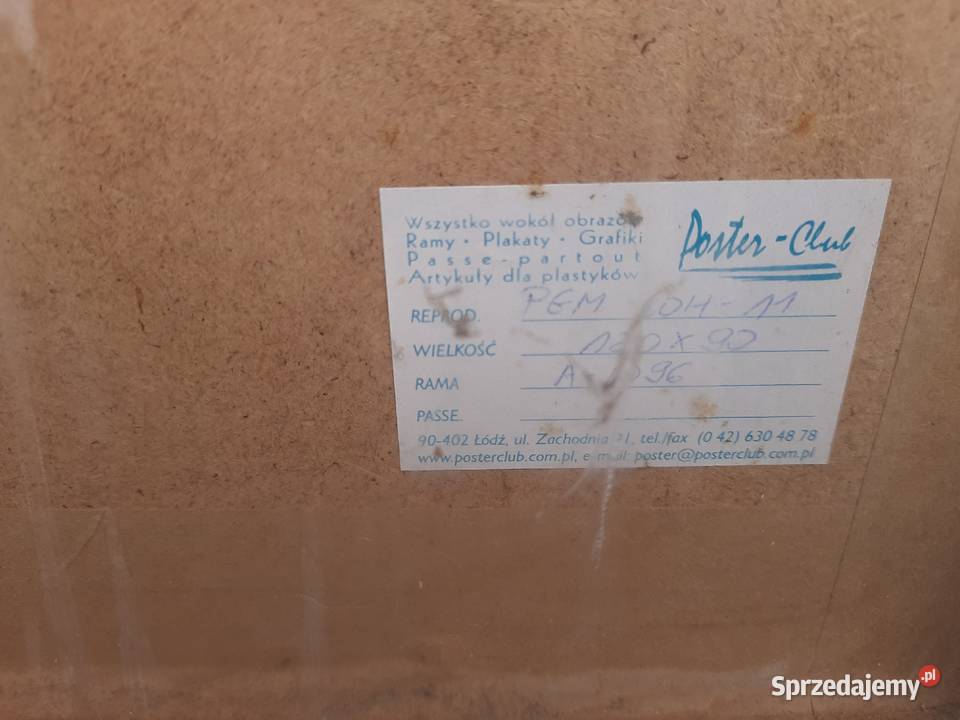 Wszystko wokół obrazów
Ramy • Plakaty • Grafiki
Passe-partout
Artykuły dla plastyków
Poster-Club
REPROD. PEM
WIELKOŚĆ
RAMA
PASSE.
90-402 Łódź, ul. Zachodnia tel./fax (0 42) 630 48 78
www.posterclub.com.pl, e-mail: poster@posterclub.com.pl
Sprzedajemy.pl